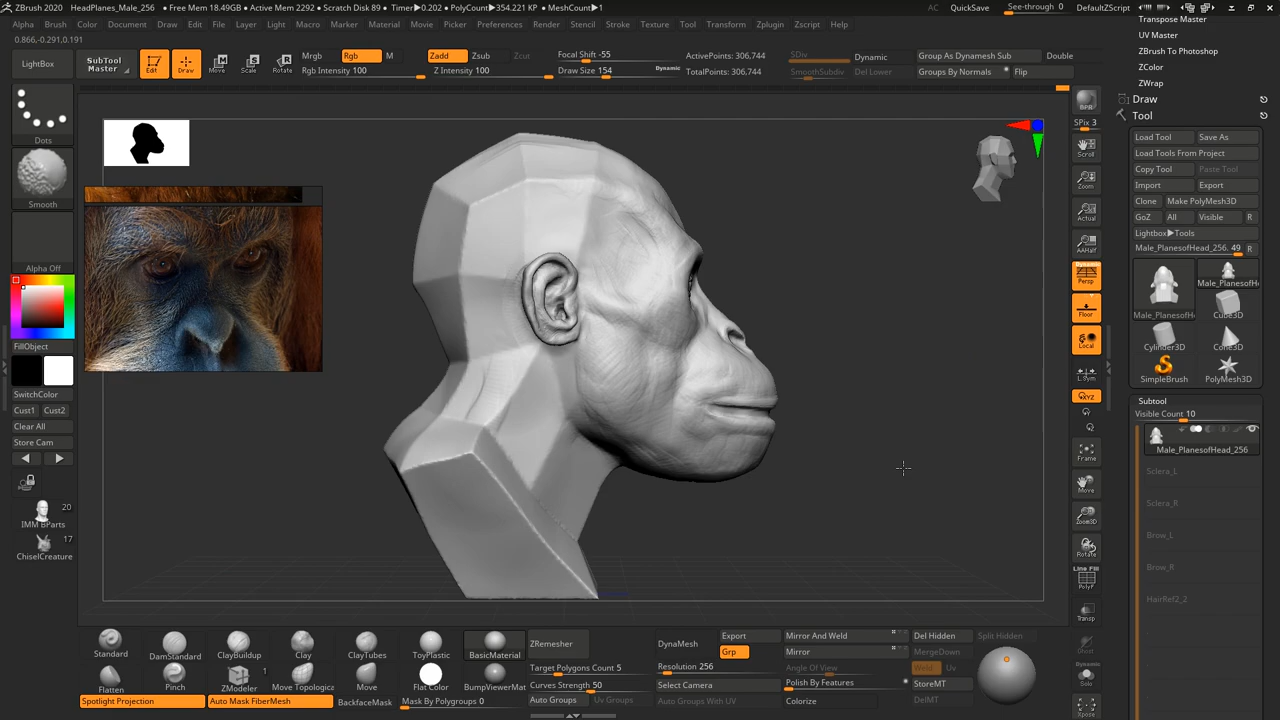 ZBrush 2020 HeadPlanes_Male_256 • Free Mem 18.49GB • Active Mem 2292 • Scratch Disk 89 • Timer▶0.202 • PolyCount▶354.221 KP • MeshCount▶1 AC QuickSave See-through 0 DefaultZScript
Alpha Brush Color Count Document Draw Edit File Layer Light Macro Marker Material Movie Picker Preferences Render Stencil Stroke Texture Tool Transform Zplugin Zscript Help
0.866,-0.291,0.191
LightBox
SubTool Master
Edit
Draw
Move
Scale
Rotate
Mrgb Rgb M
Rgb Intensity 100
Zadd Zsub Zcut
Z Intensity 100
Focal Shift -55
Draw Size 154 Dynamic
ActivePoints: 306,744
TotalPoints: 306,744
SDiv
SmoothSubdiv
Dynamic
Del Lower
Group As Dynamesh Sub
Groups By Normals
Double
Flip
Dots
Smooth
Alpha Off
FillObject
SwitchColor
Cust1 Cust2
Clear All
Store Cam
20
IMM BParts
17
ChiselCreature
BPR
SPix 3
Scroll
Zoom
Actual
AAHalf
Dynamic
Persp
Floor
Local
L.Sym
XYZ
Frame
Move
Zoom3D
Rotate
Line Fill
PolyF
Transp
Ghost
Dynamic
Solo
Xpose
Transpose Master
UV Master
ZBrush To Photoshop
ZColor
ZWrap
Draw
Tool
Load Tool Save As
Load Tools From Project
Copy Tool Paste Tool
Import Export
Clone Make PolyMesh3D
GoZ All Visible R
Lightbox▶Tools
Male_PlanesofHead_256. 49 R
Male_PlanesofH
Male_PlanesofH
Cube3D
Cylinder3D
Cone3D
SimpleBrush
PolyMesh3D
Subtool
Visible Count 10
Male_PlanesofHead_256
Sclera_L
Sclera_R
Brow_L
Brow_R
HairRef2_2
Standard DamStandard ClayBuildup Clay ClayTubes ToyPlastic BasicMaterial
Flatten Pinch ZModeler 1 Move Topologica Move Flat Color BumpViewerMat
Spotlight Projection Auto Mask FiberMesh BackfaceMask Mask By Polygroups 0
ZRemesher
Target Polygons Count 5
Curves Strength 50
Auto Groups Uv Groups
DynaMesh
Export
Grp
Resolution 256
Select Camera
Auto Groups With UV
Mirror And Weld
Mirror
Angle Of View
Polish By Features
Colorize
Del Hidden Split Hidden
MergeDown
Weld Uv
StoreMT
DelMT